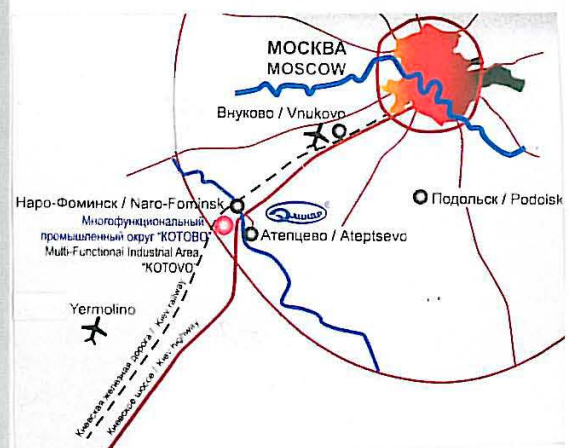 МОСКВА
MOSCOW
Внуково / Vnukovo
Наро-Фоминск / Naro-Fominsk
Подольск / Podolsk
Многофункциональный
промышленный округ "КОТОВО"
Multi-Functional Industrial Area
"KOTOVO"
Элинар
Атепцево / Ateptsevo
Yermolino
Киевская железная дорога / Kiev railway
Киевское шоссе / Kiev highway